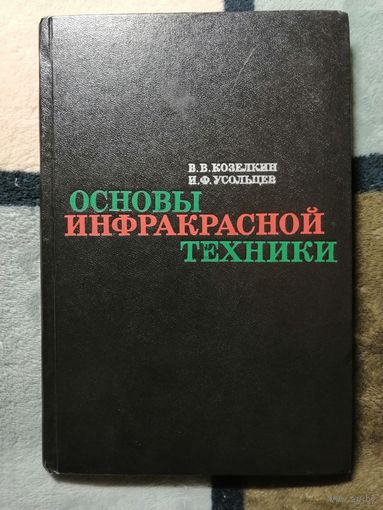 В. В. КОЗЕЛКИН
И. Ф. УСОЛЬЦЕВ
ОСНОВЫ
ИНФРАКРАСНОЙ
ТЕХНИКИ